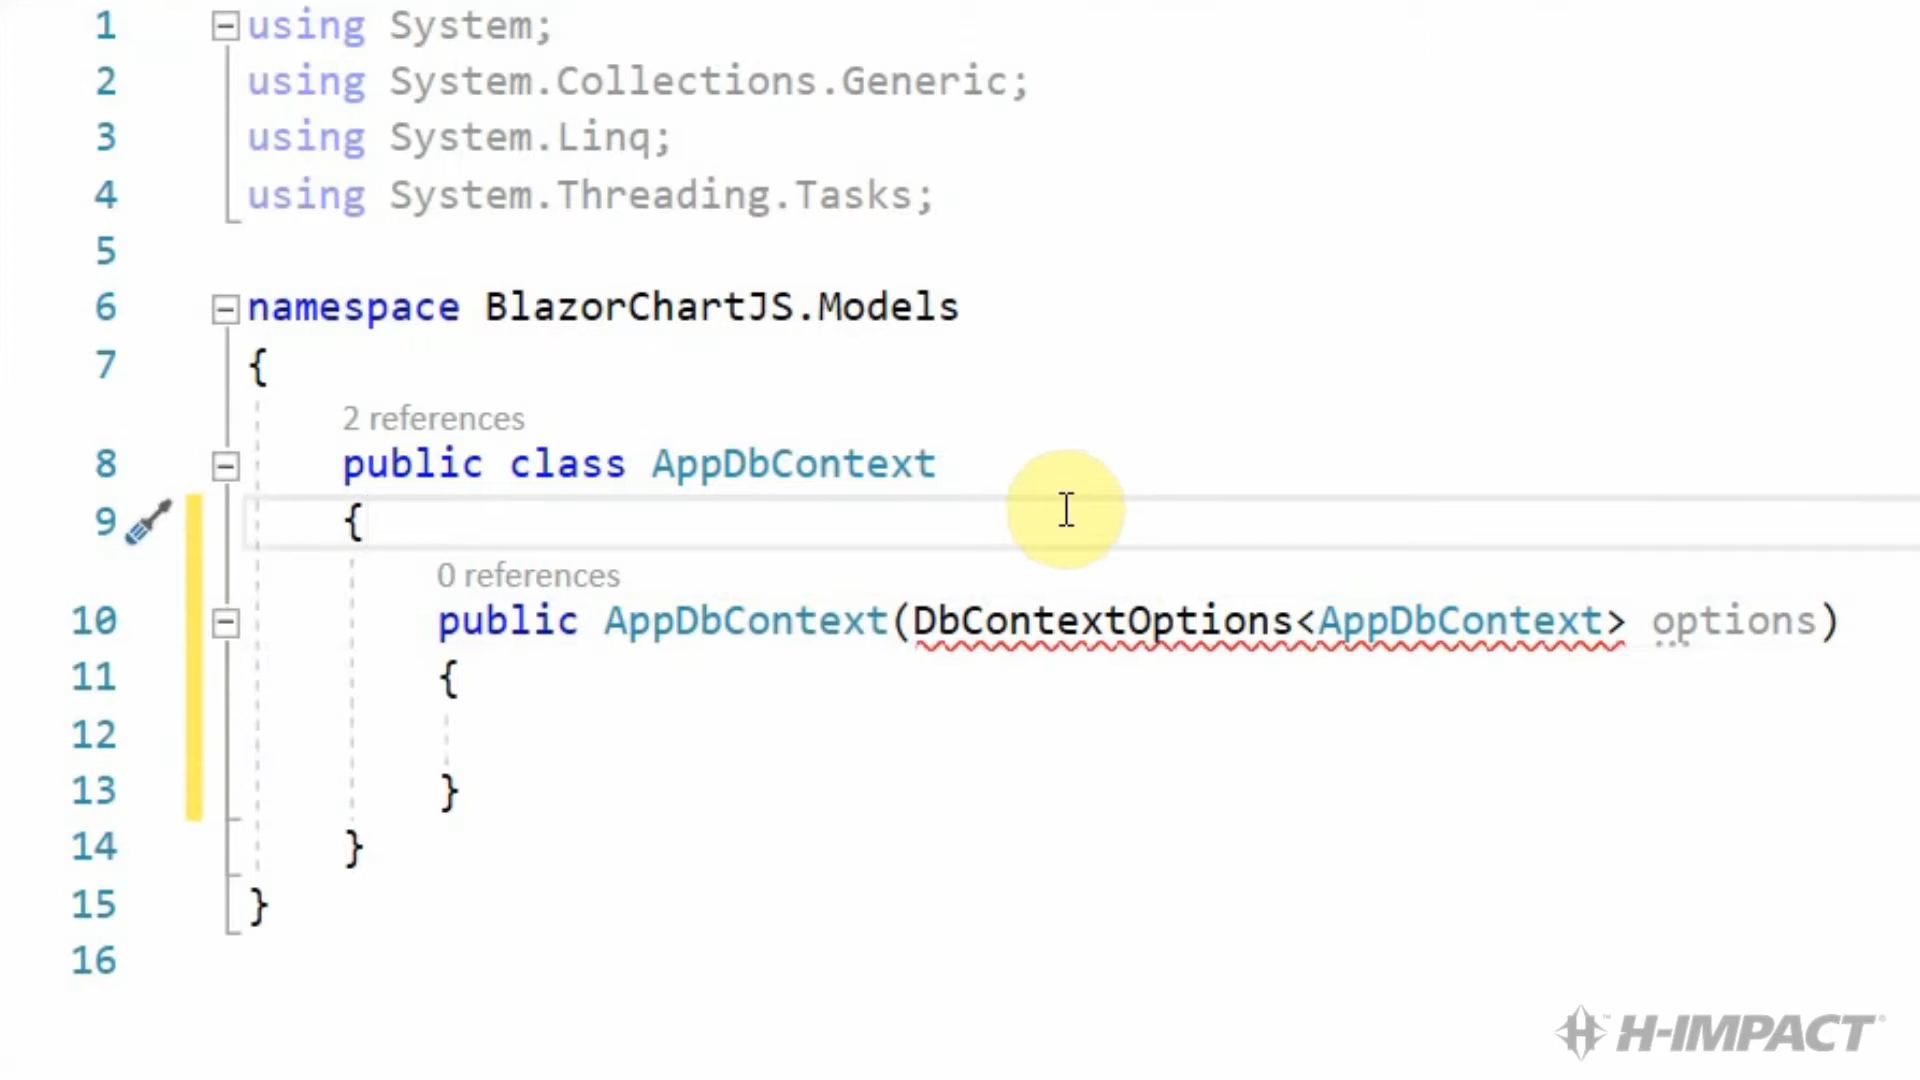 1 using System;
2 using System.Collections.Generic;
3 using System.Linq;
4 using System.Threading.Tasks;
5
6 namespace BlazorChartJS.Models
7 {
2 references
8 public class AppDbContext
9 {
0 references
10 public AppDbContext(DbContextOptions<AppDbContext> options)
11 {
12
13 }
14 }
15 }
16
H-IMPACT